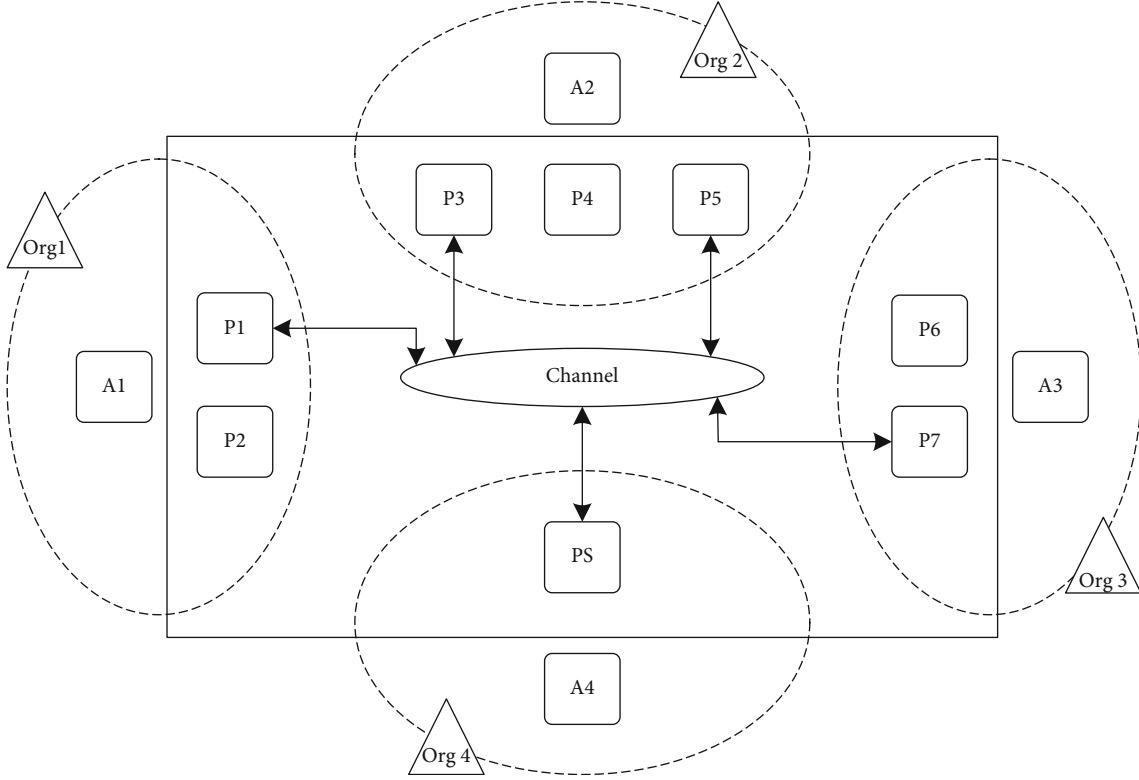 Org 2
A2
P3
P4
P5
Org1
P1
P6
A1
Channel
A3
P2
P7
PS
Org 3
A4
Org 4